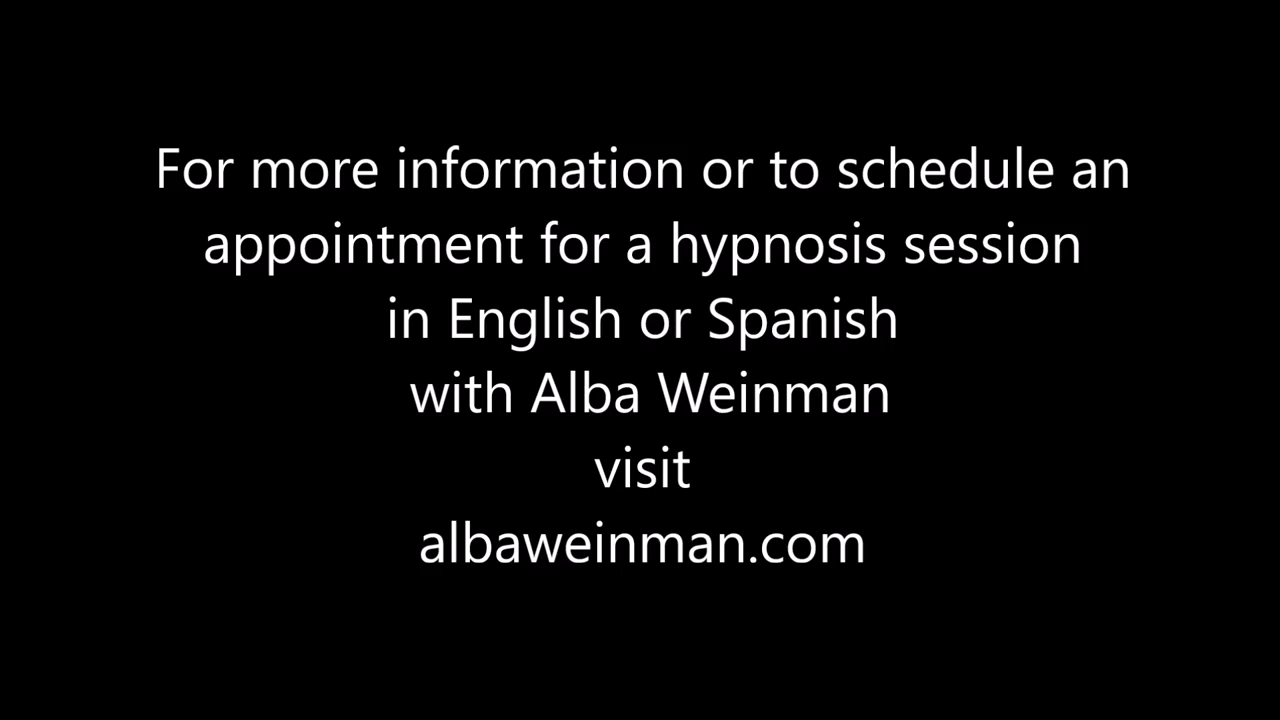 For more information or to schedule an
appointment for a hypnosis session
in English or Spanish
with Alba Weinman
visit
albaweinman.com